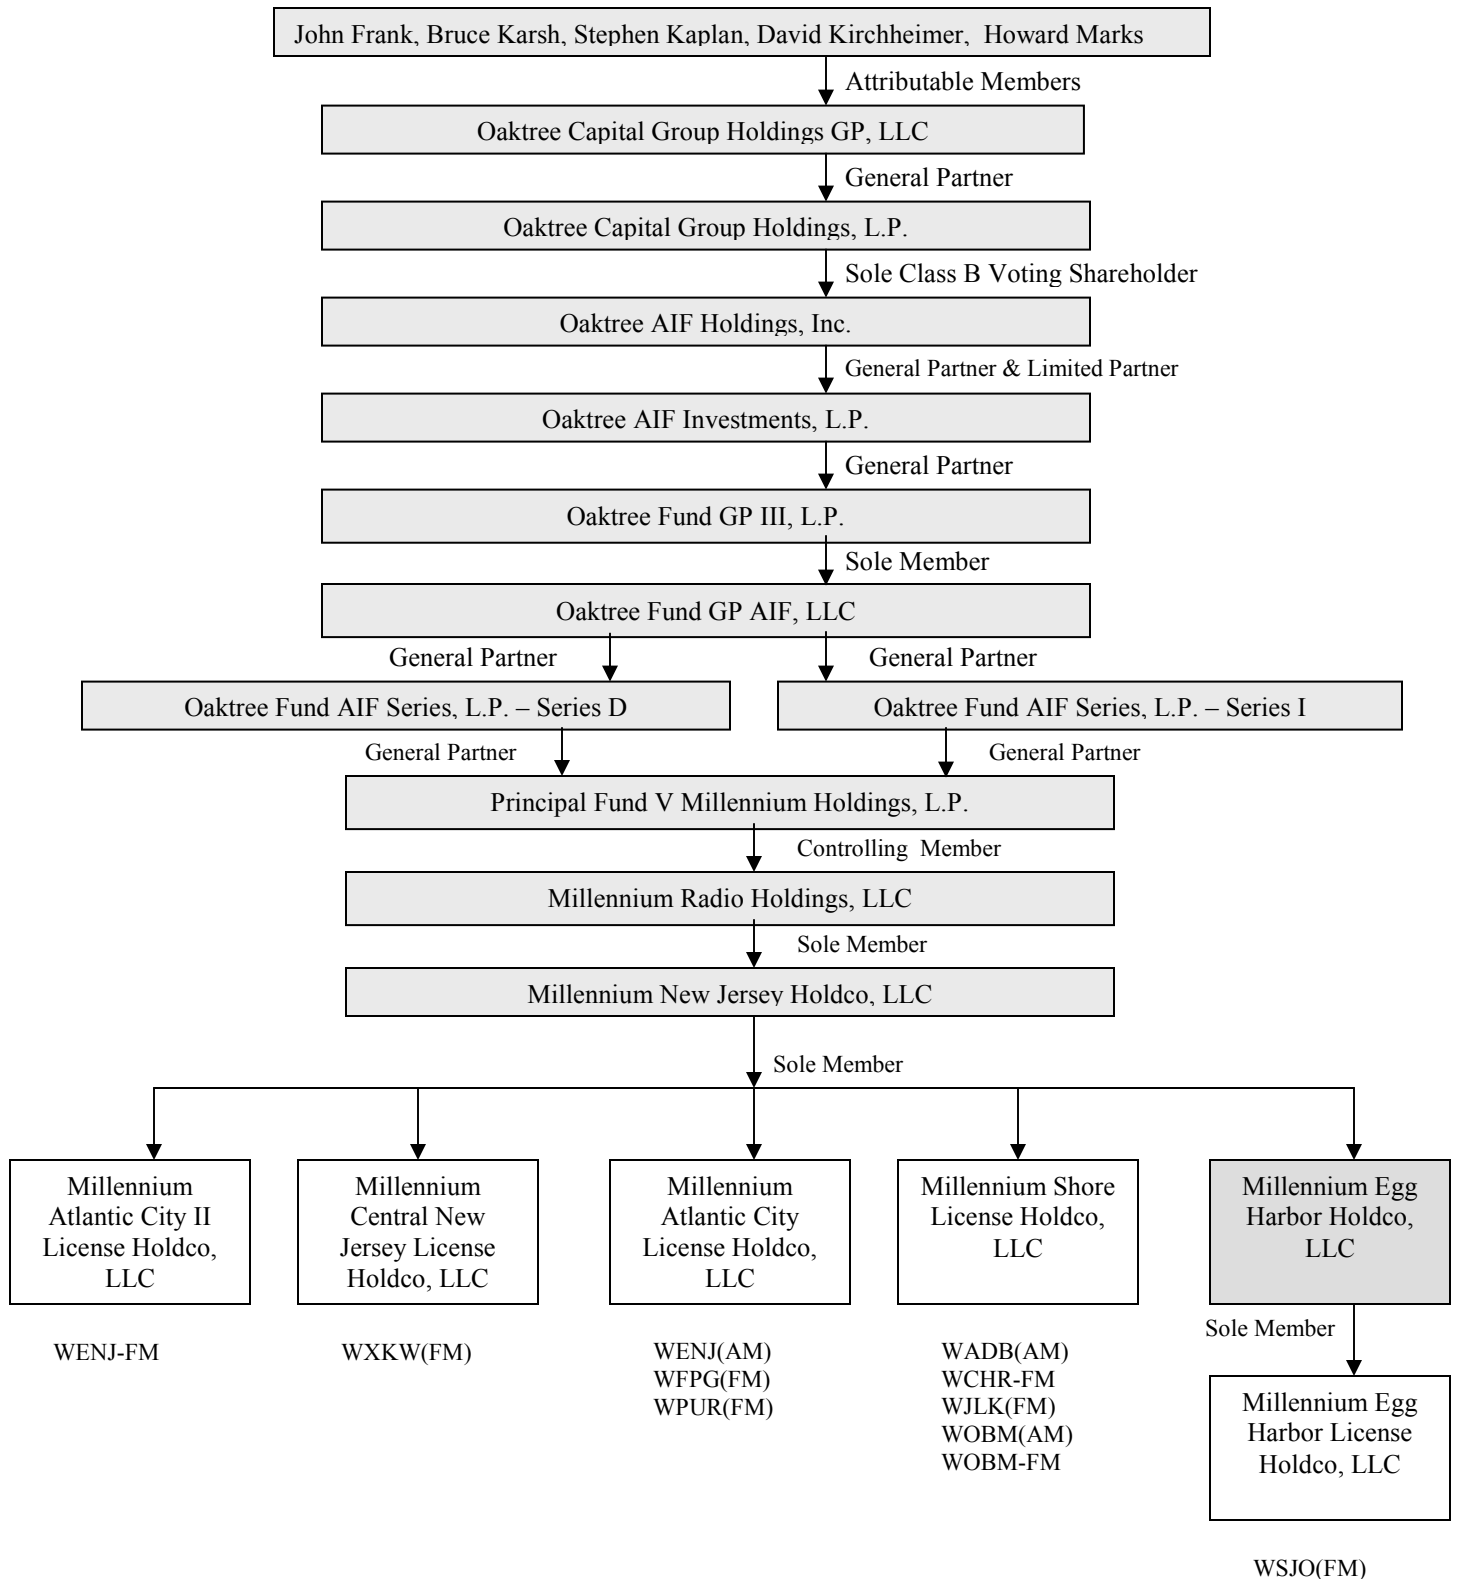 John Frank, Bruce Karsh, Stephen Kaplan, David Kirchheimer, Howard Marks
Attributable Members
Oaktree Capital Group Holdings GP, LLC
General Partner
Oaktree Capital Group Holdings, L.P.
Sole Class B Voting Shareholder
Oaktree AIF Holdings, Inc.
General Partner & Limited Partner
Oaktree AIF Investments, L.P.
General Partner
Oaktree Fund GP III, L.P.
Sole Member
Oaktree Fund GP AIF, LLC
General Partner
General Partner
Oaktree Fund AIF Series, L.P. – Series D
Oaktree Fund AIF Series, L.P. – Series I
General Partner
General Partner
Principal Fund V Millennium Holdings, L.P.
Controlling Member
Millennium Radio Holdings, LLC
Sole Member
Millennium New Jersey Holdco, LLC
Sole Member
Millennium
Atlantic City II
License Holdco,
LLC
WENJ-FM
Millennium
Central New
Jersey License
Holdco, LLC
WXKW(FM)
Millennium
Atlantic City
License Holdco,
LLC
WENJ(AM)
WFPG(FM)
WPUR(FM)
Millennium Shore
License Holdco,
LLC
WADB(AM)
WCHR-FM
WJLK(FM)
WOBM(AM)
WOBM-FM
Millennium Egg
Harbor Holdco,
LLC
Sole Member
Millennium Egg
Harbor License
Holdco, LLC
WSJO(FM)